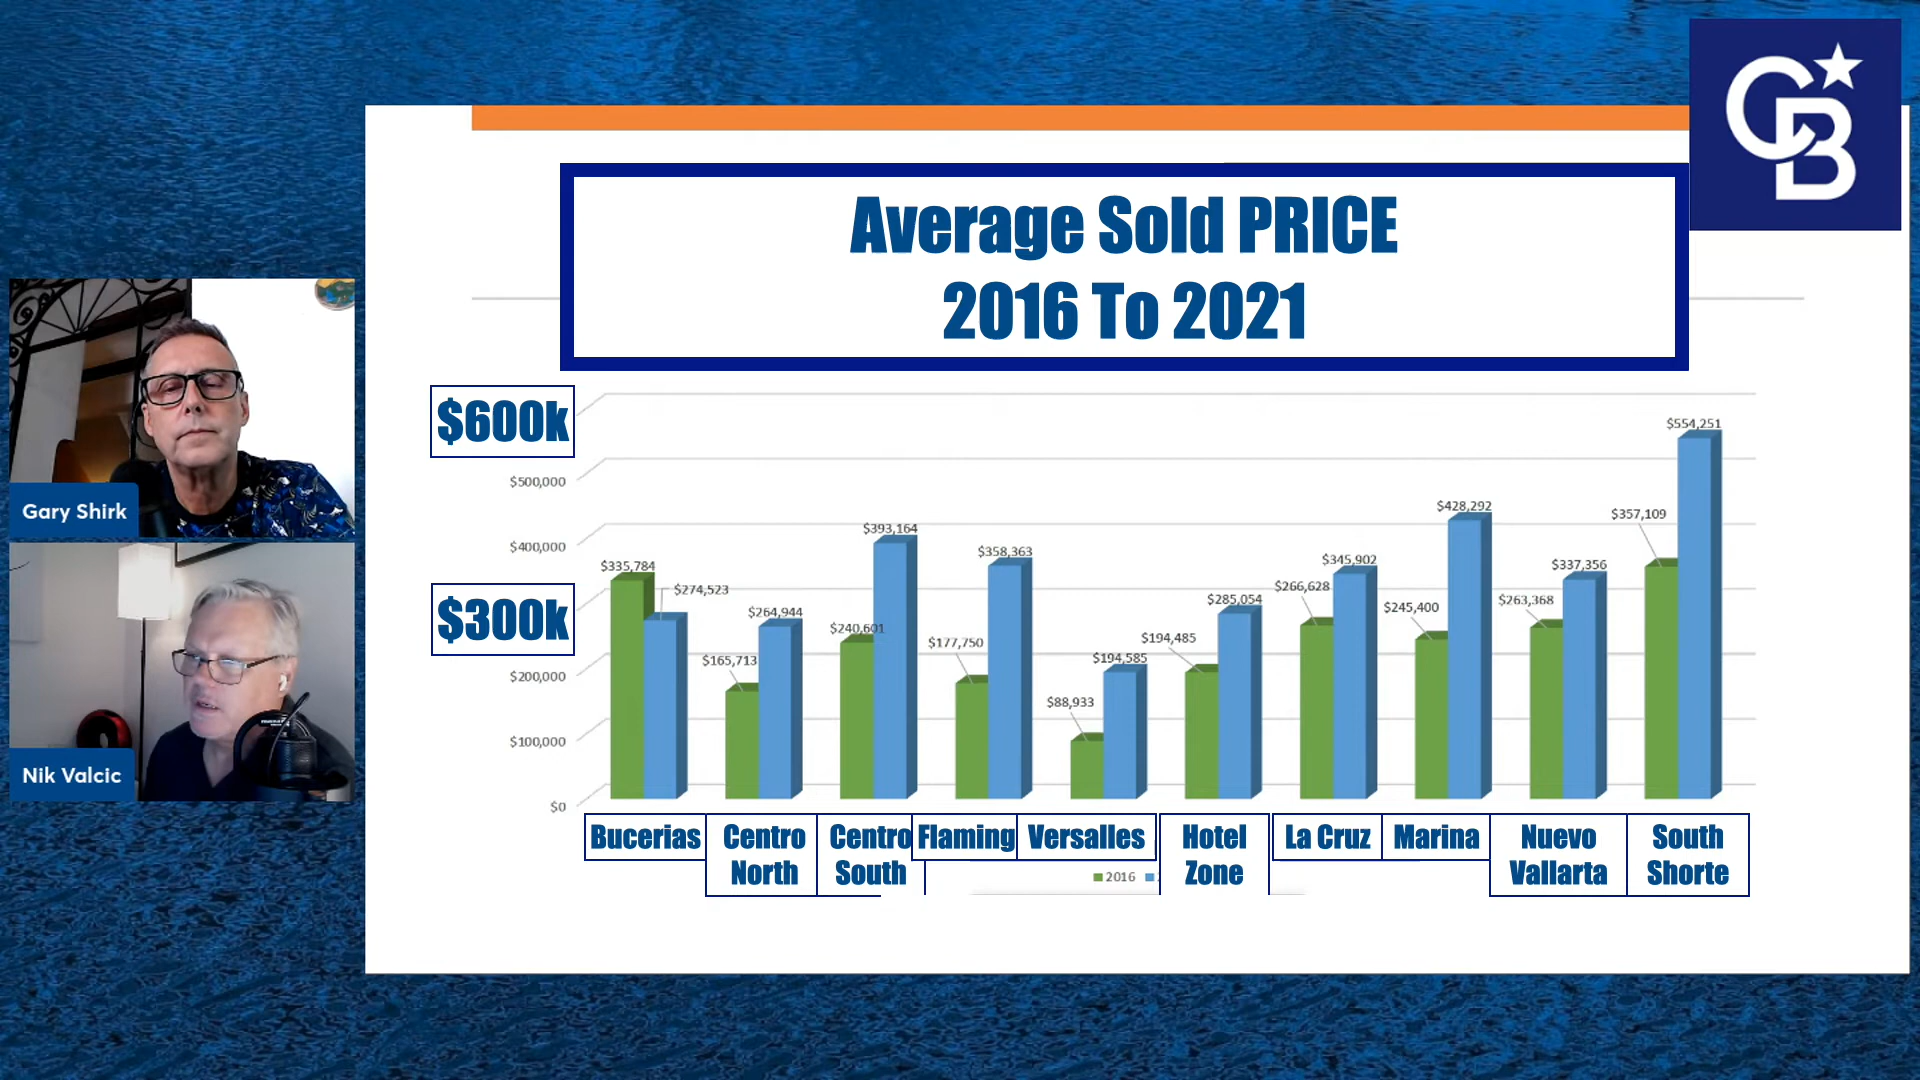 CB
Average Sold PRICE
2016 To 2021
$600k
$500,000
$400,000
$300k
$200,000
$100,000
$0
$335,784
$274,523
$165,713
$264,944
$240,601
$393,164
$177,750
$358,363
$88,933
$194,585
$194,485
$285,054
$266,628
$345,902
$245,400
$428,292
$263,368
$337,356
$357,109
$554,251
Bucerias
Centro
North
Centro
South
Flaming
Versalles
Hotel
Zone
La Cruz
Marina
Nuevo
Vallarta
South
Shorte
2016
Gary Shirk
Nik Valcic